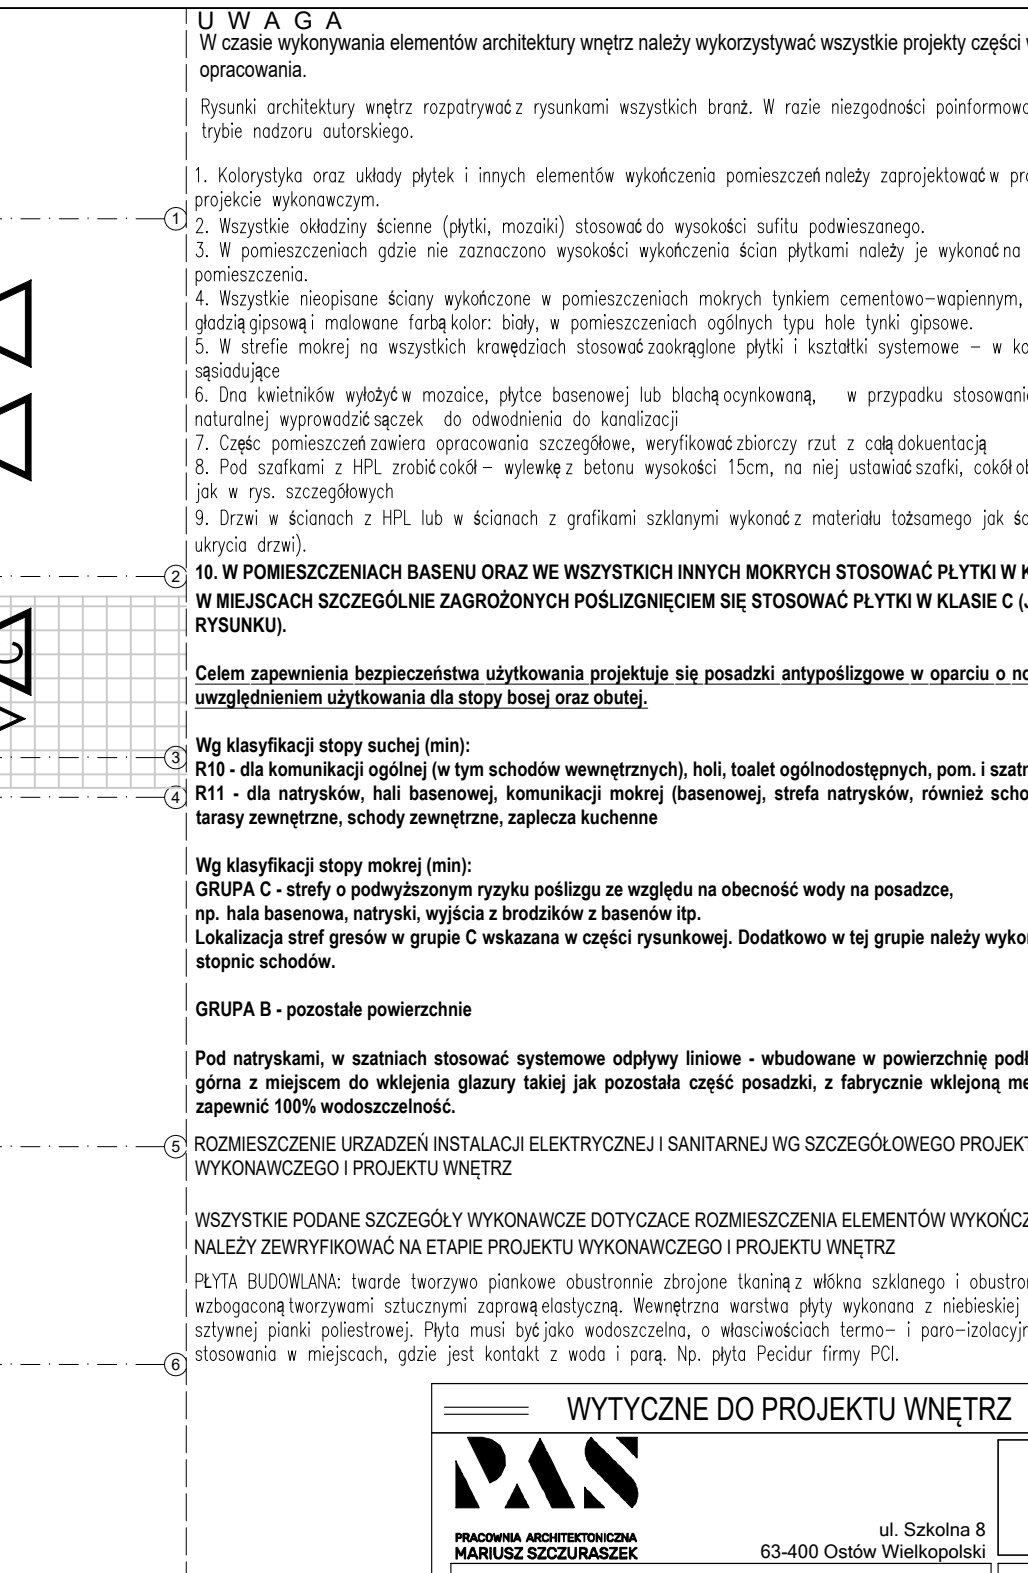 U W A G A
W czasie wykonywania elementów architektury wnętrz należy wykorzystywać wszystkie projekty części
opracowania.
Rysunki architektury wnętrz rozpatrywać z rysunkami wszystkich branż. W razie niezgodności
trybie nadzoru autorskiego.
1. Kolorystyka oraz układy płytek i innych elementów wykończenia pomieszczeń należy zaprojektować w
projekcie wykonawczym.
1
2. Wszystkie okładziny ścienne (płytki, mozaiki) stosować do wysokości sufitu podwieszanego.
3. W pomieszczeniach gdzie nie zaznaczono wysokości wykończenia ścian płytkami należy je wykonać na
pomieszczenia.
4. Wszystkie nieopisane ściany wykończone w pomieszczeniach mokrych tynkiem cementowo-wapiennym,
gładzią gipsową i malowane farbą kolor: biały, w pomieszczeniach ogólnych typu hole tynki gipsowe.
5. W strefie mokrej na wszystkich krawędziach stosować zaokrąglone płytki i kształtki systemowe – w
sąsiadujące
6. Dna kwietników wyłożyć w mozaice, płytce basenowej lub blachą ocynkowaną, w przypadku
naturalnej wyprowadzić sączek do odwodnienia do kanalizacji
7. Częśc pomieszczeń zawiera opracowania szczegółowe, weryfikować zbiorczy rzut z całą dokuentacją
8. Pod szafkami z HPL zrobić cokół – wylewkę z betonu wysokości 15cm, na niej ustawiać szafki, cokół
jak w rys. szczegółowych
9. Drzwi w ścianach z HPL lub w ścianach z grafikami szklanymi wykonać z materiału tożsamego jak
ukrycia drzwi).
2
10. W POMIESZCZENIACH BASENU ORAZ WE WSZYSTKICH INNYCH MOKRYCH STOSOWAĆ PŁYTKI W
W MIEJSCACH SZCZEGÓLNIE ZAGROŻONYCH POŚLIZGNIĘCIEM SIĘ STOSOWAĆ PŁYTKI W KLASIE C
RYSUNKU).
Celem zapewnienia bezpieczeństwa użytkowania projektuje się posadzki antypoślizgowe w oparciu o
uwzględnieniem użytkowania dla stopy bosej oraz obutej.
Wg klasyfikacji stopy suchej (min):
3
R10 - dla komunikacji ogólnej (w tym schodów wewnętrznych), holi, toalet ogólnodostępnych, pom. i
4
R11 - dla natrysków, hali basenowej, komunikacji mokrej (basenowej, strefa natrysków, również
tarasy zewnętrzne, schody zewnętrzne, zaplecza kuchenne
Wg klasyfikacji stopy mokrej (min):
GRUPA C - strefy o podwyższonym ryzyku poślizgu ze względu na obecność wody na posadzce,
np. hala basenowa, natryski, wyjścia z brodzików z basenów itp.
Lokalizacja stref gresów w grupie C wskazana w części rysunkowej. Dodatkowo w tej grupie należy
stopnic schodów.
GRUPA B - pozostałe powierzchnie
Pod natryskami, w szatniach stosować systemowe odpływy liniowe - wbudowane w powierzchnię
górna z miejscem do wklejenia glazury takiej jak pozostała część posadzki, z fabrycznie wklejoną
zapewnić 100% wodoszczelność.
5
ROZMIESZCZENIE URZADZEŃ INSTALACJI ELEKTRYCZNEJ I SANITARNEJ WG SZCZEGÓŁOWEGO
WYKONAWCZEGO I PROJEKTU WNĘTRZ
WSZYSTKIE PODANE SZCZEGÓŁY WYKONAWCZE DOTYCZACE ROZMIESZCZENIA ELEMENTÓW
NALEŻY ZEWRYFIKOWAĆ NA ETAPIE PROJEKTU WYKONAWCZEGO I PROJEKTU WNĘTRZ
PŁYTA BUDOWLANA: twarde tworzywo piankowe obustronnie zbrojone tkaniną z włókna szklanego i
wzbogaconą tworzywami sztucznymi zaprawą elastyczną. Wewnętrzna warstwa płyty wykonana z niebieskiej
sztywnej pianki poliestrowej. Płyta musi być jako wodoszczelna, o własciwościach termo– i
stosowania w miejscach, gdzie jest kontakt z woda i parą. Np. płyta Pecidur firmy PCI.
6
WYTYCZNE DO PROJEKTU WNĘTRZ
PAS
PRACOWNIA ARCHITEKTONICZNA
MARIUSZ SZCZURASZEK
ul. Szkolna 8
63-400 Ostów Wielkopolski